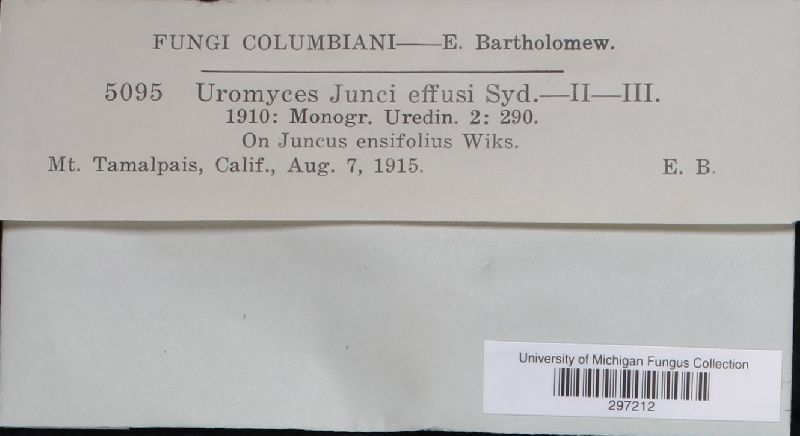 FUNGI COLUMBIANI——E. Bartholomew.
5095 Uromyces Junci effusi Syd.—II—III.
1910: Monogr. Uredin. 2: 290.
On Juncus ensifolius Wiks.
Mt. Tamalpais, Calif., Aug. 7, 1915. E. B.
University of Michigan Fungus Collection
297212